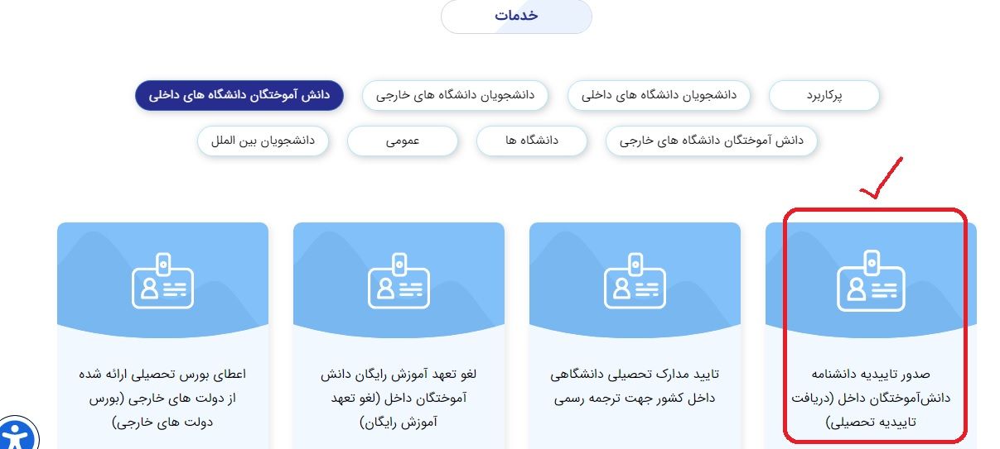 خدمات
پرکاربرد
دانشجویان دانشگاه های داخلی
دانشجویان دانشگاه های خارجی
دانش آموختگان دانشگاه های داخلی
دانش آموختگان دانشگاه های خارجی
دانشگاه ها
عمومی
دانشجویان بین الملل
صدور تاییدیه دانشنامه
دانش‌آموختگان داخل (دریافت
تاییدیه تحصیلی)
تایید مدارک تحصیلی دانشگاهی
داخل کشور جهت ترجمه رسمی
لغو تعهد آموزش رایگان دانش
آموختگان داخل (لغو تعهد
آموزش رایگان)
اعطای بورس تحصیلی ارائه شده
از دولت های خارجی (بورس
دولت های خارجی)